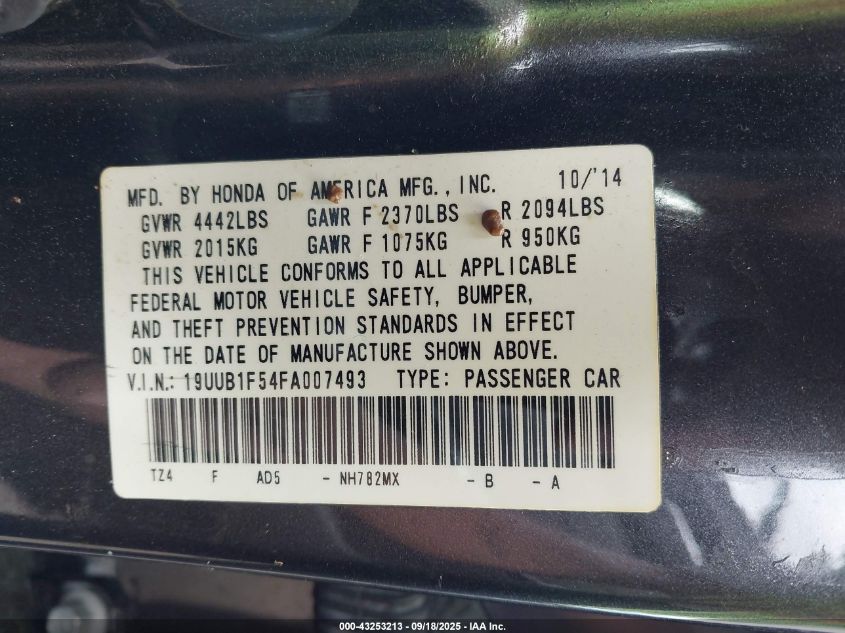 MFD. BY HONDA OF AMERICA MFG., INC. 10/'14
GVWR 4442LBS GAWR F 2370LBS R 2094LBS
GVWR 2015KG GAWR F 1075KG R 950KG
THIS VEHICLE CONFORMS TO ALL APPLICABLE
FEDERAL MOTOR VEHICLE SAFETY, BUMPER,
AND THEFT PREVENTION STANDARDS IN EFFECT
ON THE DATE OF MANUFACTURE SHOWN ABOVE.
V.I.N.: 19UUB1F54FA007493 TYPE: PASSENGER CAR
TZ4 F AD5 - NH782MX - B - A
000-43253213 - 09/18/2025 - IAA Inc.